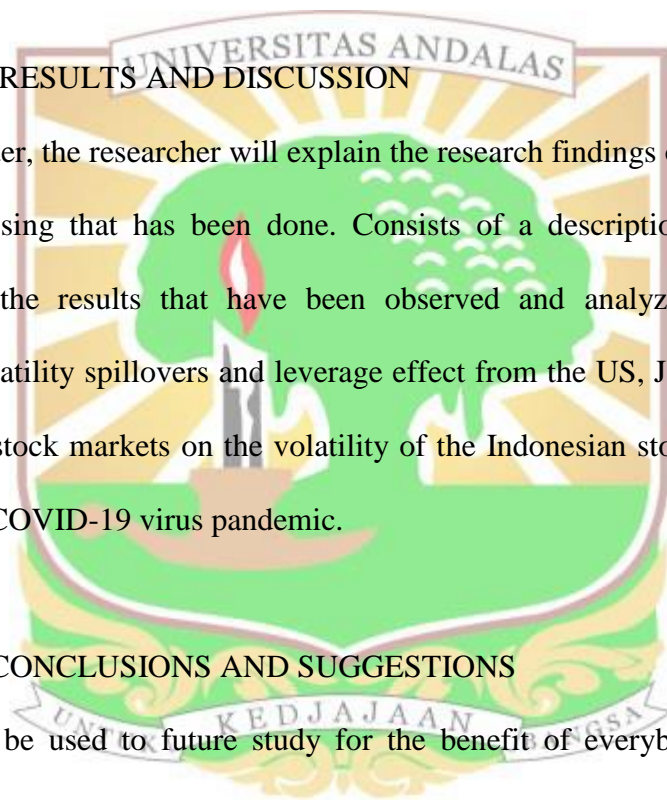 UNIVERSITAS ANDALAS
RESULTS AND DISCUSSION
er, the researcher will explain the research findings
sing that has been done. Consists of a descriptio
the results that have been observed and analyz
atility spillovers and leverage effect from the US, J
stock markets on the volatility of the Indonesian sto
COVID-19 virus pandemic.
CONCLUSIONS AND SUGGESTIONS
UNTUK KEDJAJAAN BANGSA
be used to future study for the benefit of everyb